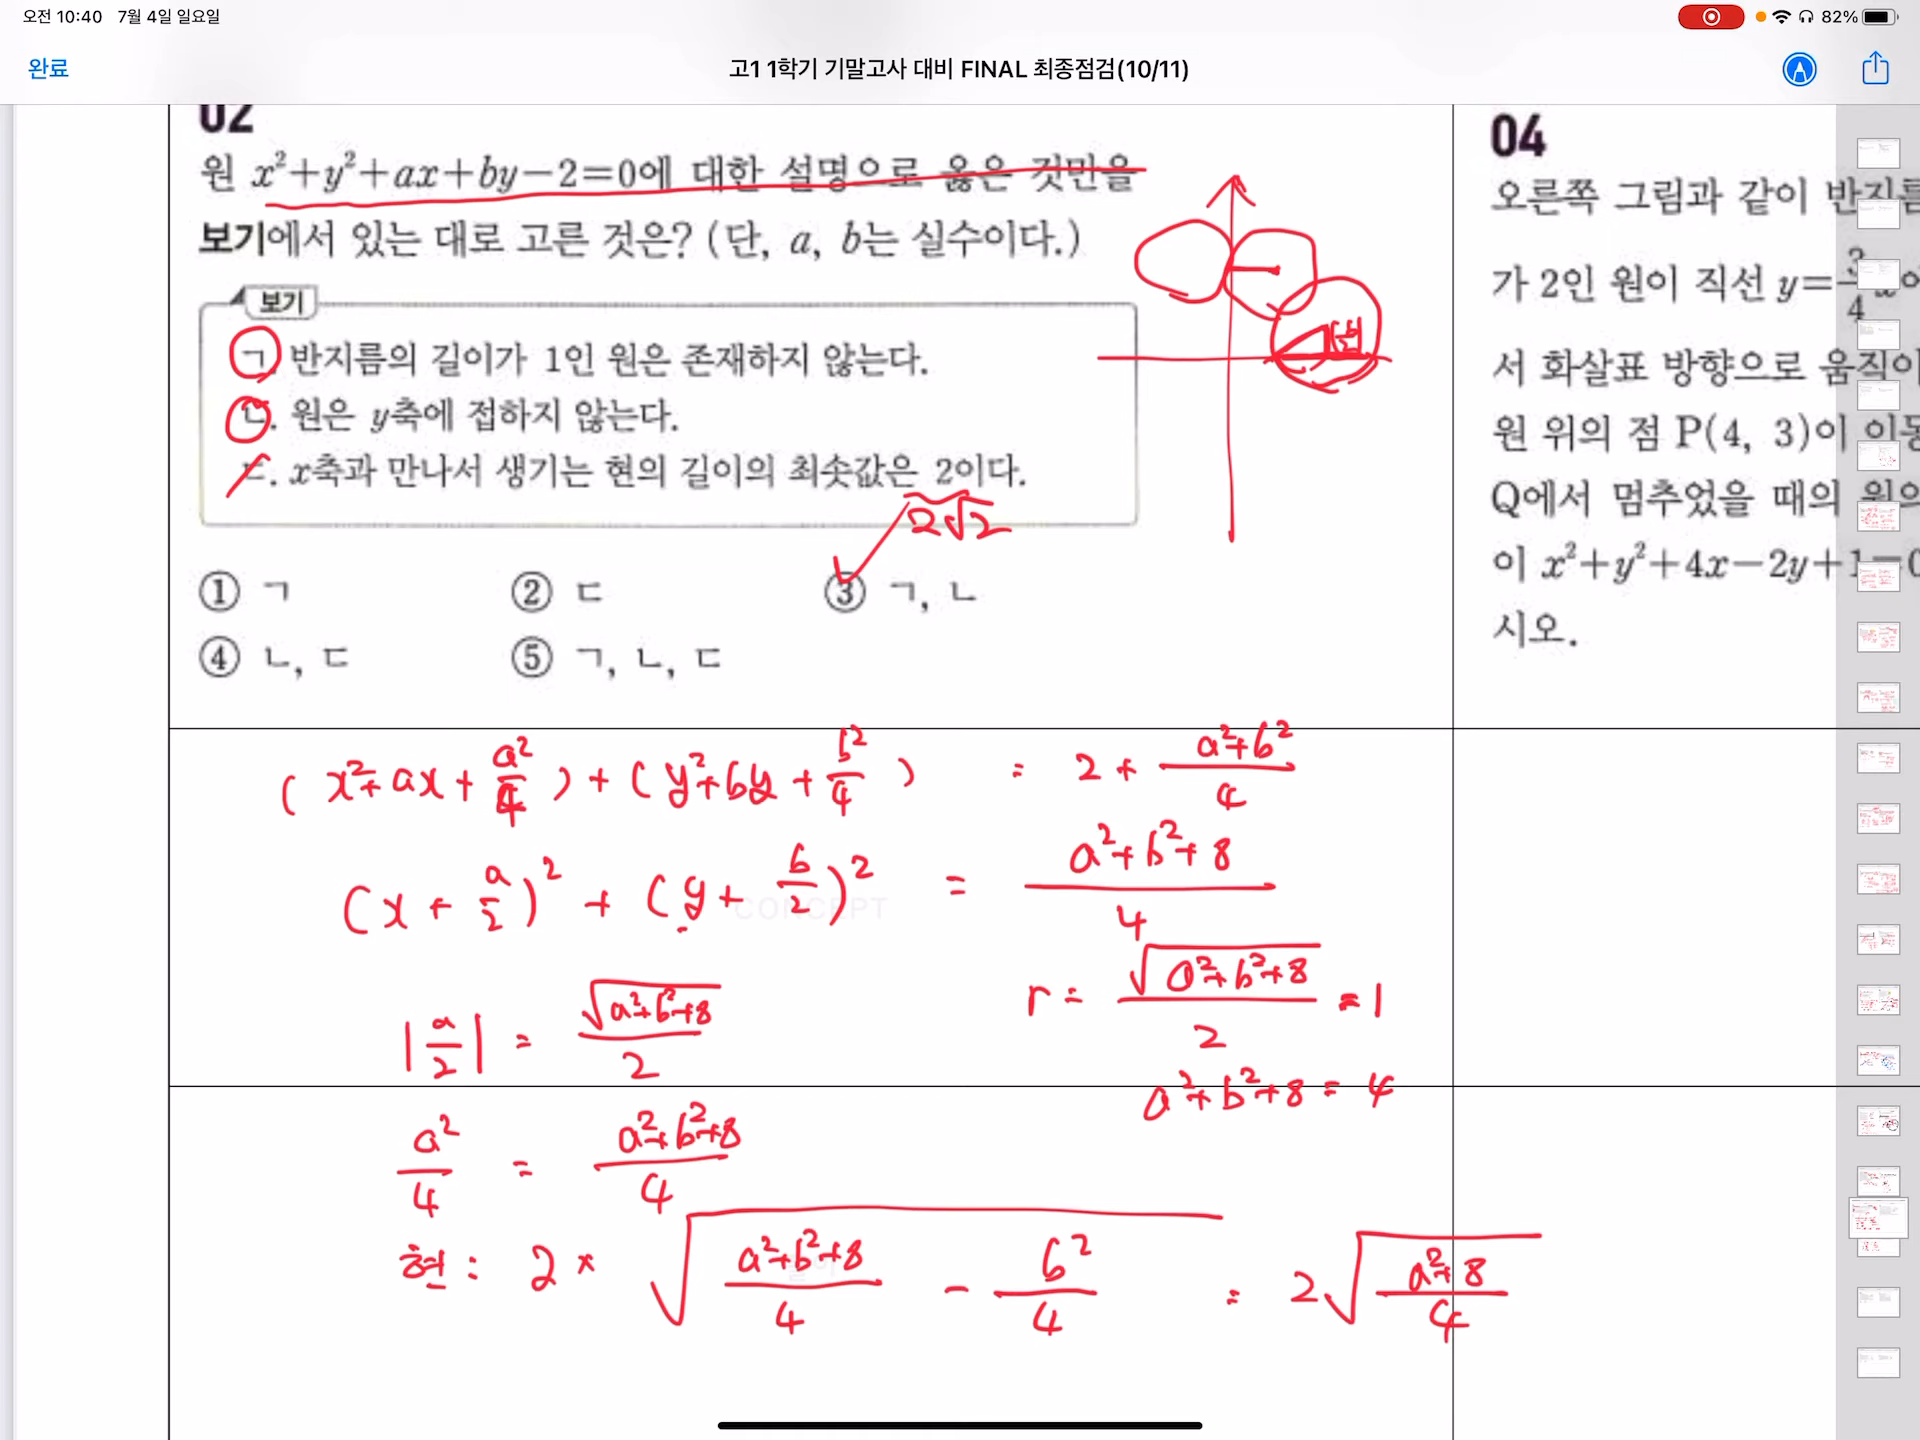 오전 10:40 7월 4일 일요일
82%
완료
고1 1학기 기말고사 대비 FINAL 최종점검(10/11)
02
원 x²+y²+ax+by-2=0에 대한 설명으로 옳은 것만을
보기에서 있는 대로 고른 것은? (단, a, b는 실수이다.)
보기
ㄱ. 반지름의 길이가 1인 원은 존재하지 않는다.
ㄴ. 원은 y축에 접하지 않는다.
ㄷ. x축과 만나서 생기는 현의 길이의 최솟값은 2이다.
2√2
① ㄱ ② ㄷ ③ ㄱ, ㄴ
④ ㄴ, ㄷ ⑤ ㄱ, ㄴ, ㄷ
(x²+ax+a²/4)+(y²+by+b²/4) = 2+(a²+b²)/4
(x+a/2)²+(y+b/2)² = (a²+b²+8)/4
CONCEPT
r = √(a²+b²+8)/2 = 1
|a/2| = √(a²+b²+8)/2
a²+b²+8 = 4
a²/4 = (a²+b²+8)/4
현: 2×√((a²+b²+8)/4 - b²/4) = 2√((a²+8)/4)
04
오른쪽 그림과 같이 반지름
가 2인 원이 직선 y=3/4x
서 화살표 방향으로 움직이
원 위의 점 P(4, 3)이 이동
Q에서 멈추었을 때의 원의
이 x²+y²+4x-2y+1=0
시오.